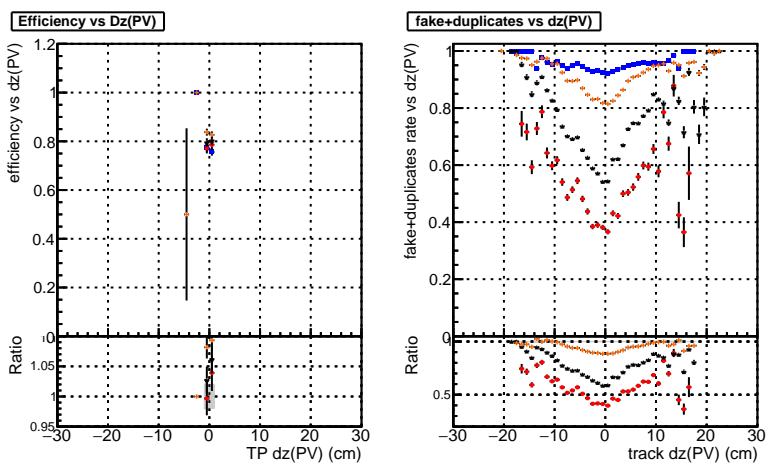 Efficiency vs Dz(PV)
efficiency vs dz(PV)
1.2
1
0.8
0.6
0.4
0.2
0
Ratio
1.05
1
0.95
−30 −20 −10 0 10 20 30
TP dz(PV) (cm)
fake+duplicates vs dz(PV)
fake+duplicates rate vs dz(PV)
1
0.8
0.6
0.4
0.2
0
Ratio
0.5
−30 −20 −10 0 10 20 30
track dz(PV) (cm)